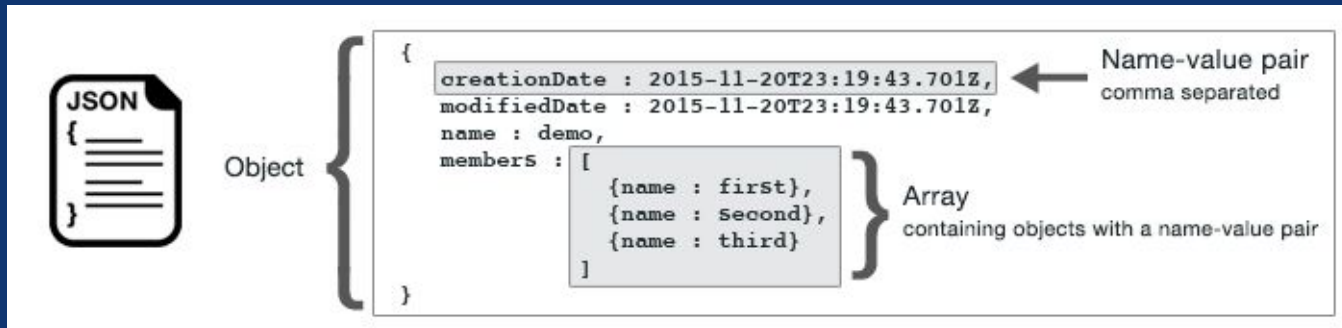 JSON
{
}
Object
{
creationDate : 2015-11-20T23:19:43.701Z,
modifiedDate : 2015-11-20T23:19:43.701Z,
name : demo,
members : [
{name : first},
{name : second},
{name : third}
]
}
Name-value pair
comma separated
Array
containing objects with a name-value pair